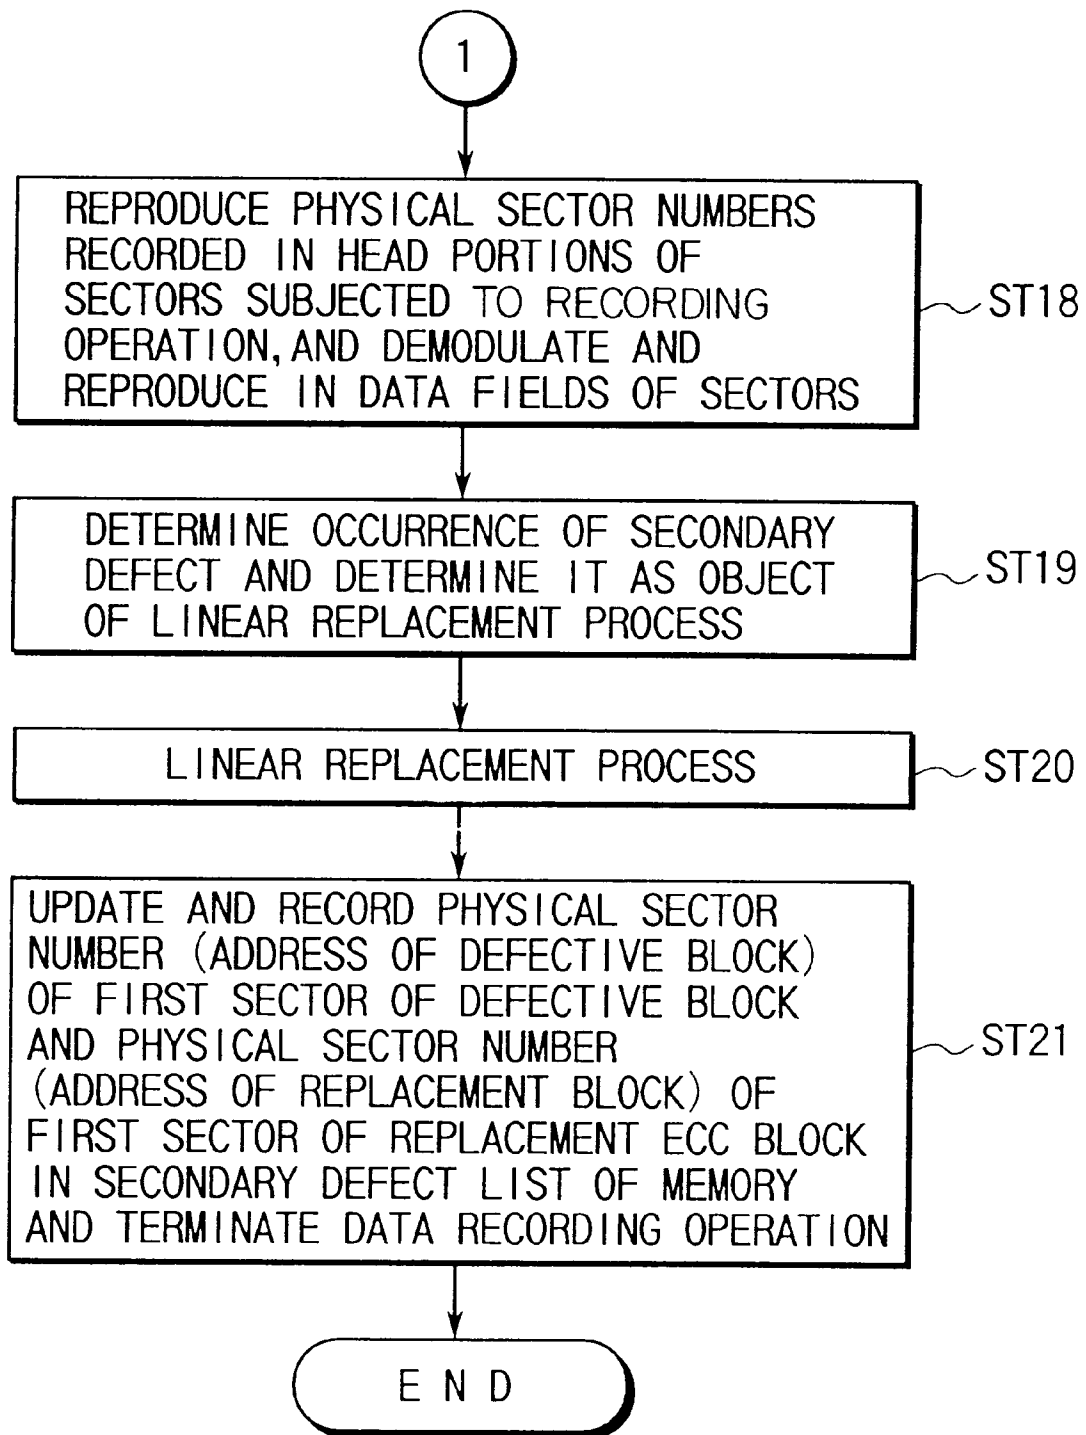 1
REPRODUCE PHYSICAL SECTOR NUMBERS
RECORDED IN HEAD PORTIONS OF
SECTORS SUBJECTED TO RECORDING
OPERATION, AND DEMODULATE AND
REPRODUCE IN DATA FIELDS OF SECTORS
ST18
DETERMINE OCCURRENCE OF SECONDARY
DEFECT AND DETERMINE IT AS OBJECT
OF LINEAR REPLACEMENT PROCESS
ST19
LINEAR REPLACEMENT PROCESS
ST20
UPDATE AND RECORD PHYSICAL SECTOR
NUMBER (ADDRESS OF DEFECTIVE BLOCK)
OF FIRST SECTOR OF DEFECTIVE BLOCK
AND PHYSICAL SECTOR NUMBER
(ADDRESS OF REPLACEMENT BLOCK) OF
FIRST SECTOR OF REPLACEMENT ECC BLOCK
IN SECONDARY DEFECT LIST OF MEMORY
AND TERMINATE DATA RECORDING OPERATION
ST21
END